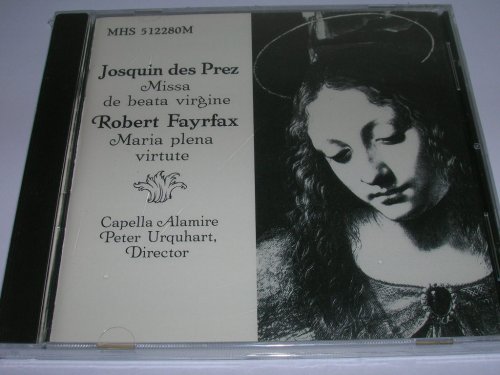 MHS 512280M
Josquin des Prez
Missa
de beata virgine
Robert Fayrfax
Maria plena
virtute
Capella Alamire
Peter Urquhart,
Director